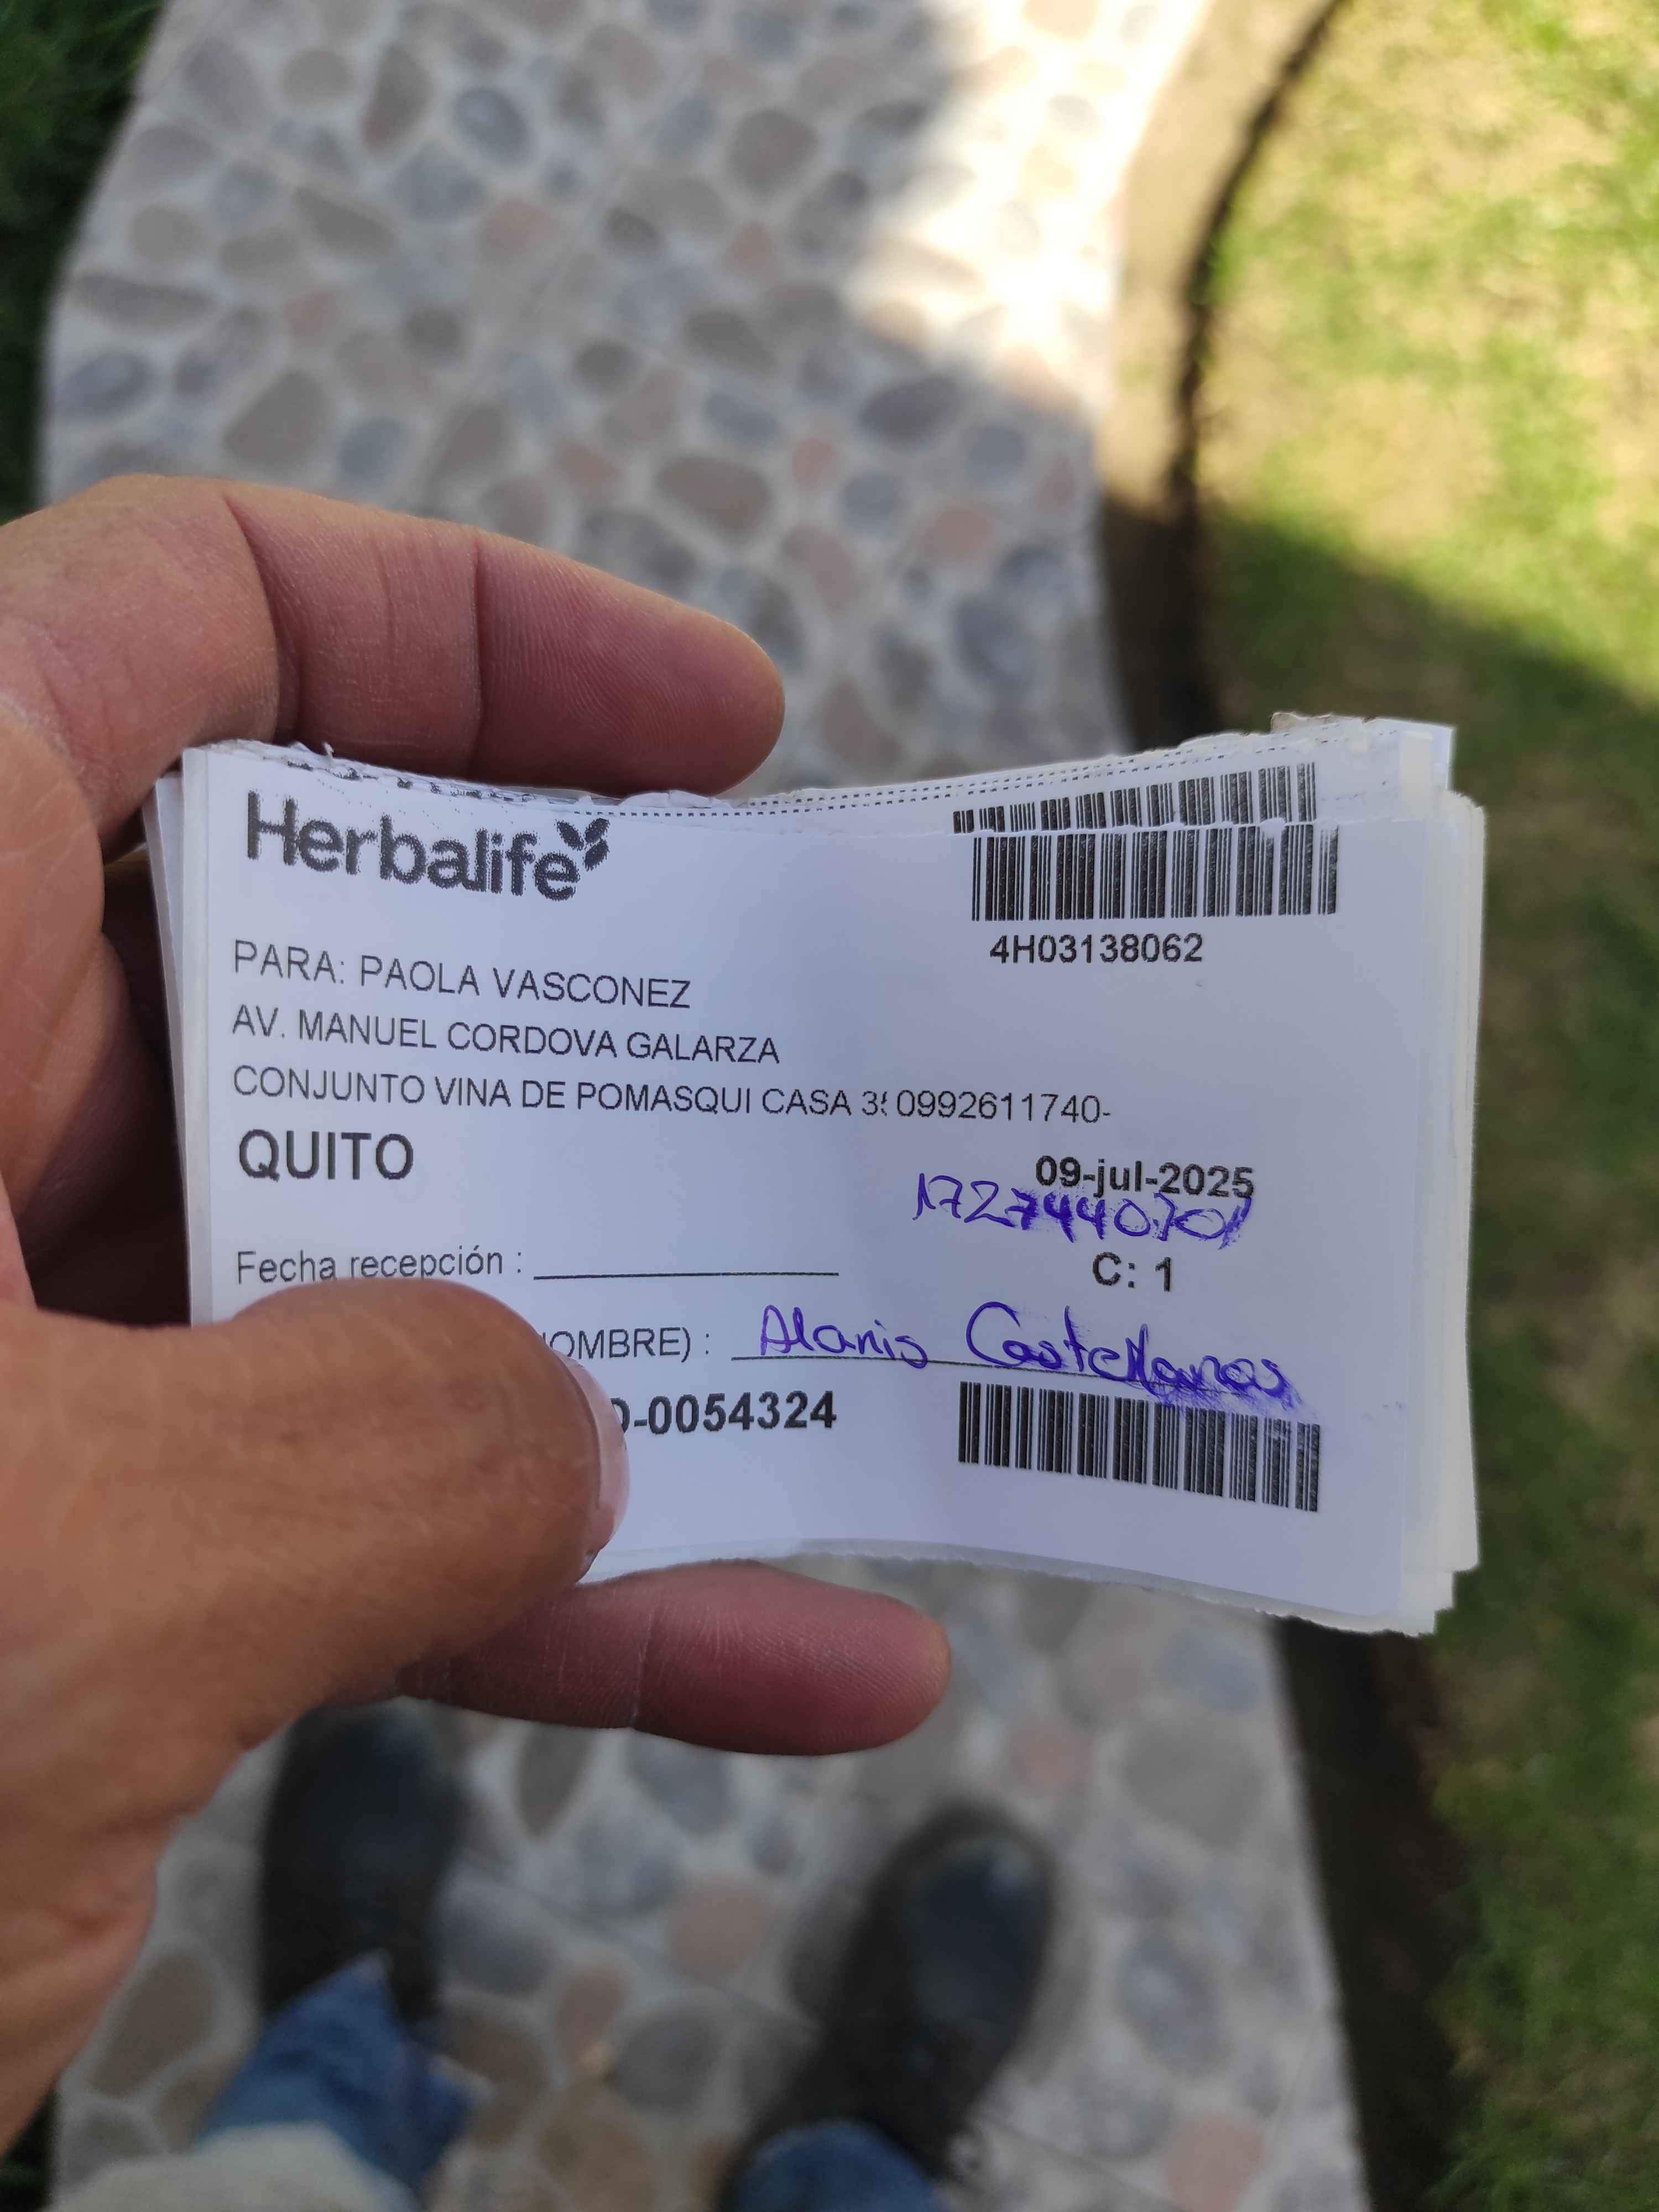 Herbalife
4H03138062
PARA: PAOLA VASCONEZ
AV. MANUEL CORDOVA GALARZA
CONJUNTO VINA DE POMASQUI CASA 0992611740-
QUITO
09-jul-2025
Fecha recepción :
C: 1
OMBRE) : Alanis Castellanos
-0054324